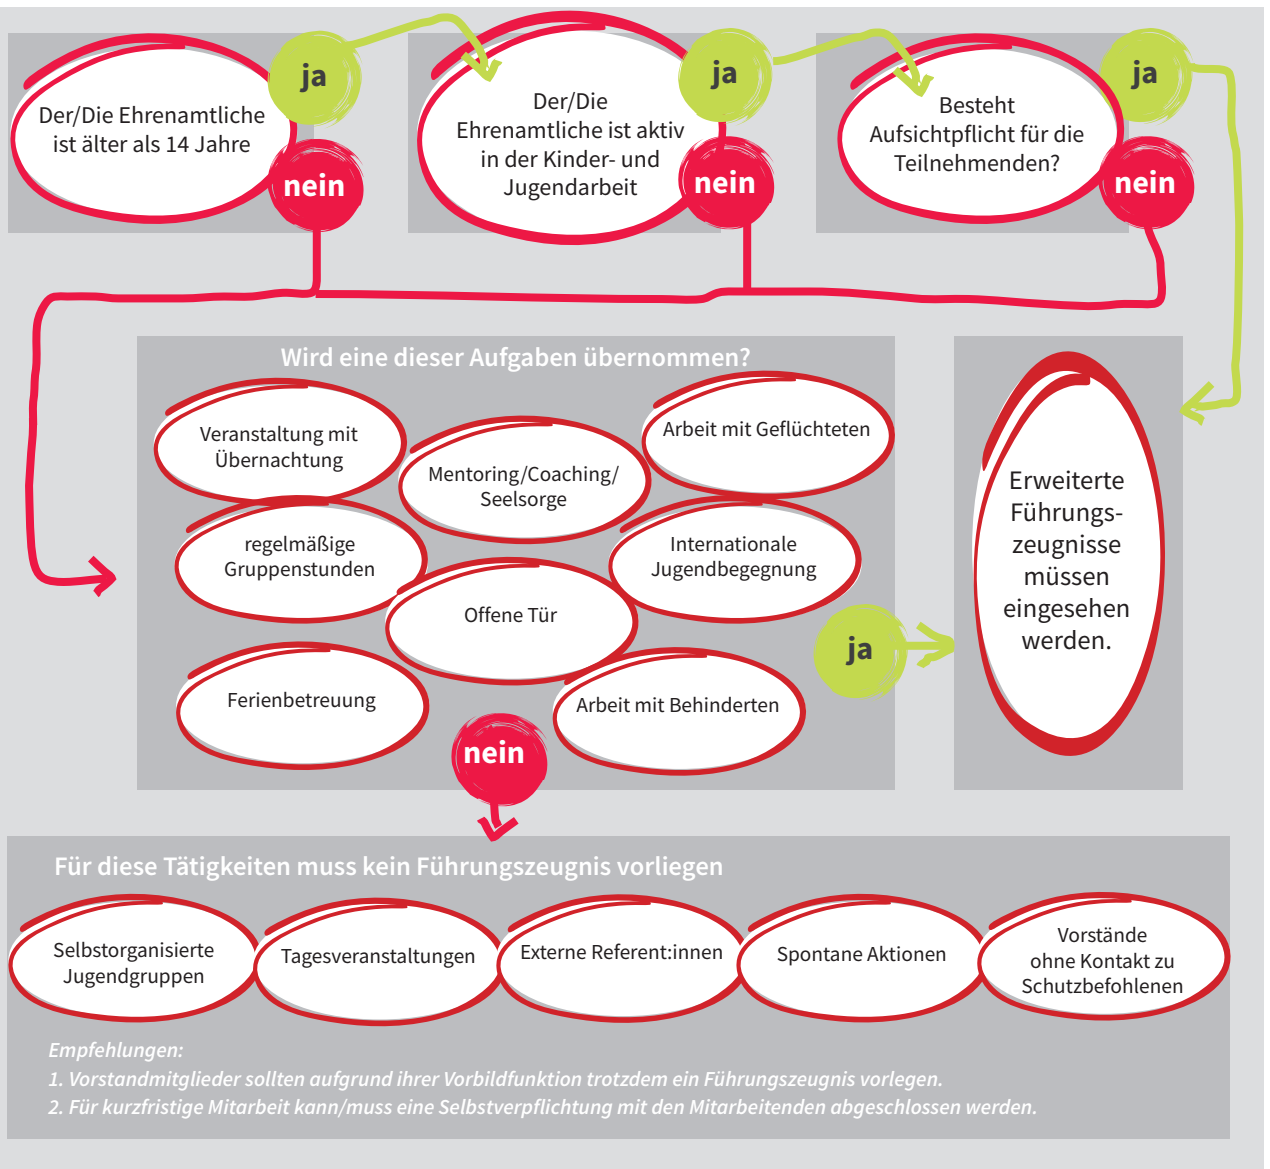 Der/Die Ehrenamtliche
ist älter als 14 Jahre
ja
nein
Der/Die
Ehrenamtliche ist aktiv
in der Kinder- und
Jugendarbeit
ja
nein
Besteht
Aufsichtpflicht für die
Teilnehmenden?
ja
nein
Wird eine dieser Aufgaben übernommen?
Veranstaltung mit
Übernachtung
Mentoring/Coaching/
Seelsorge
Arbeit mit Geflüchteten
regelmäßige
Gruppenstunden
Internationale
Jugendbegegnung
Offene Tür
Ferienbetreuung
Arbeit mit Behinderten
ja
nein
Erweiterte
Führungs-
zeugnisse
müssen
eingesehen
werden.
Für diese Tätigkeiten muss kein Führungszeugnis vorliegen
Selbstorganisierte
Jugendgruppen
Tagesveranstaltungen
Externe Referent:innen
Spontane Aktionen
Vorstände
ohne Kontakt zu
Schutzbefohlenen
Empfehlungen:
1. Vorstandmitglieder sollten aufgrund ihrer Vorbildfunktion trotzdem ein Führungszeugnis vorlegen.
2. Für kurzfristige Mitarbeit kann/muss eine Selbstverpflichtung mit den Mitarbeitenden abgeschlossen werden.